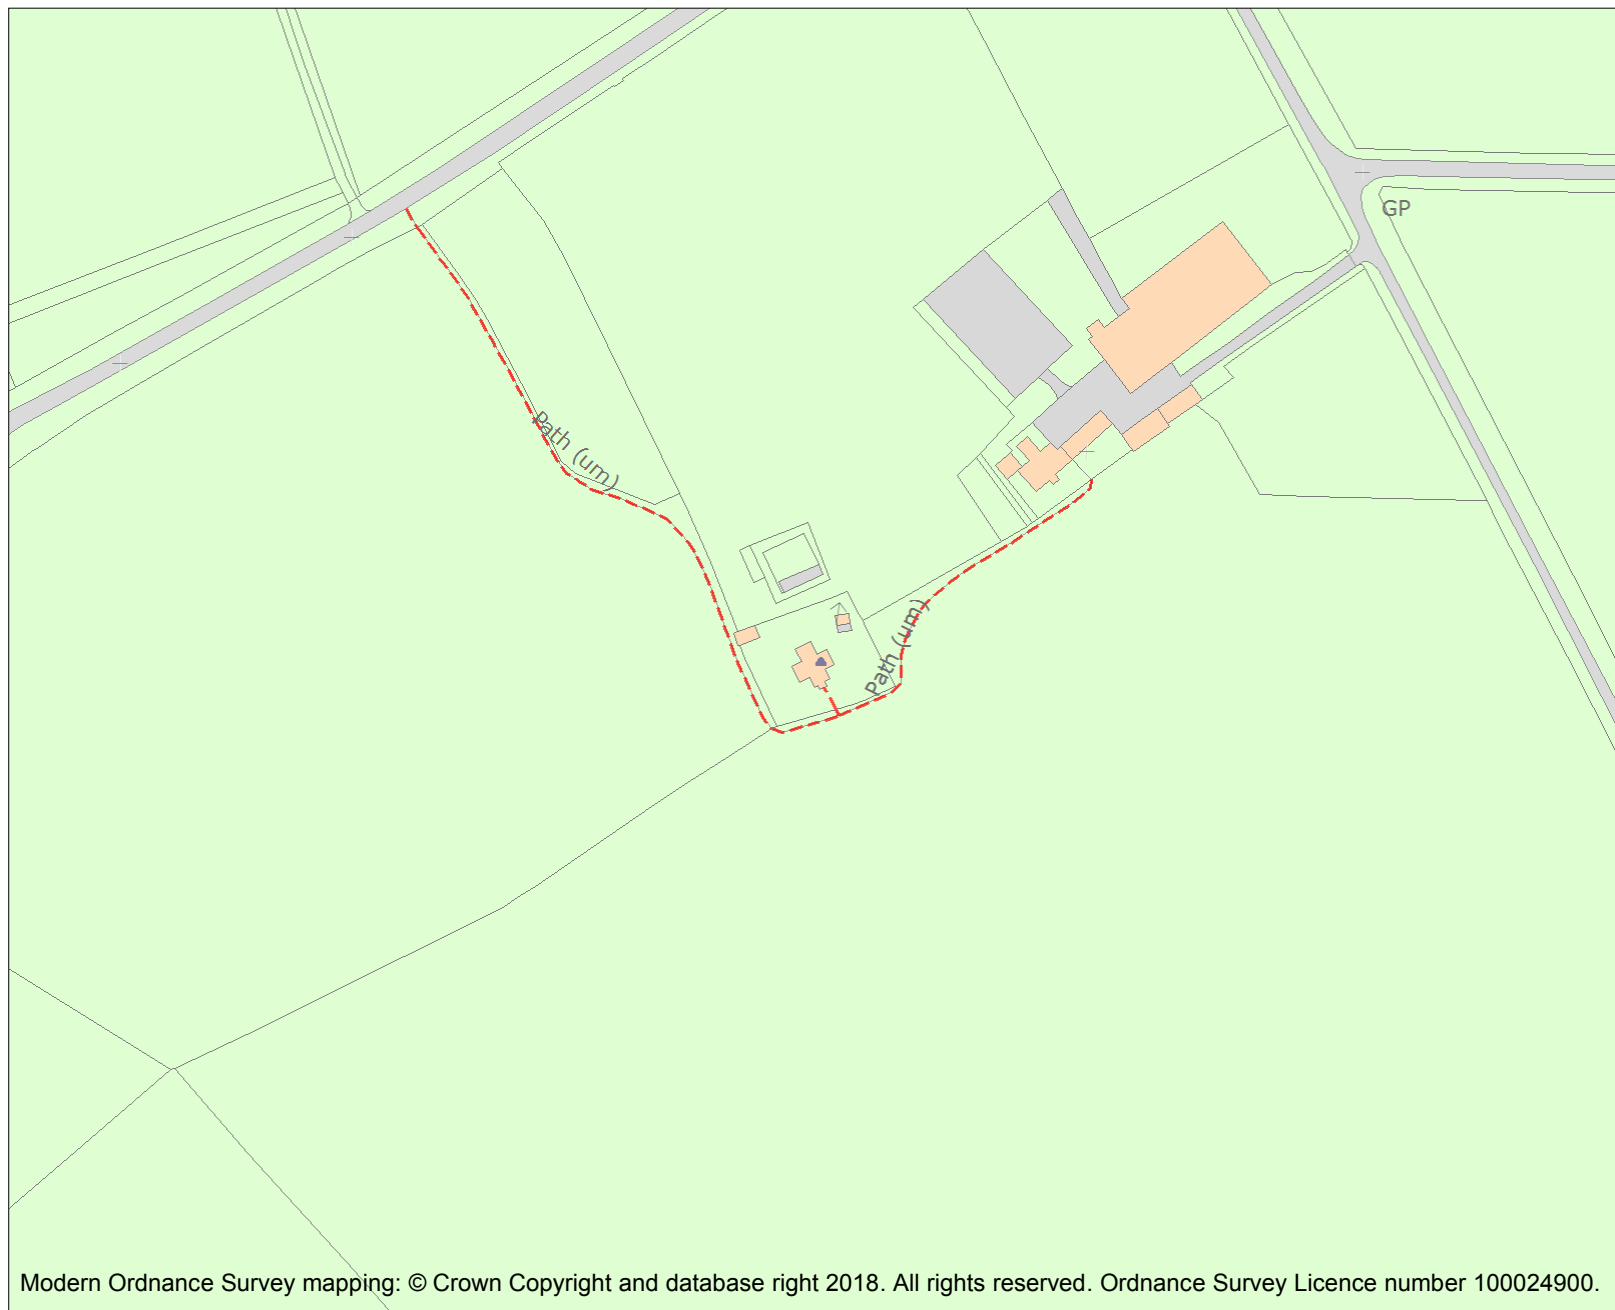 GP
Path (um)
Path (um)
Modern Ordnance Survey mapping: © Crown Copyright and database right 2018. All rights reserved. Ordnance Survey Licence number 100024900.